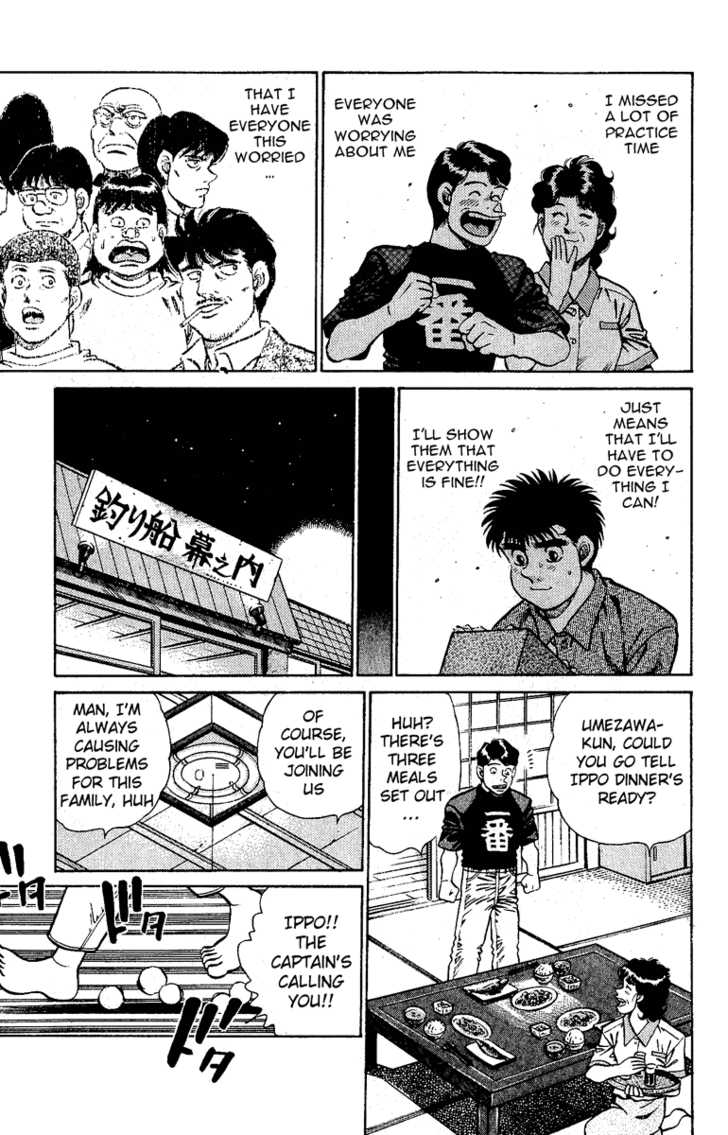 I MISSED
A LOT OF
PRACTICE
TIME
EVERYONE
WAS
WORRYING
ABOUT ME
一番
THAT I
HAVE
EVERYONE
THIS
WORRIED
...
JUST
MEANS
THAT I'LL
HAVE TO
DO EVERY-
THING I
CAN!
I'LL SHOW
THEM THAT
EVERYTHING
IS FINE!!
釣り船 幕之内
UMEZAWA-
KUN, COULD
YOU GO TELL
IPPO DINNER'S
READY?
HUH?
THERE'S
THREE
MEALS
SET OUT
...
一番
OF
COURSE,
YOU'LL BE
JOINING
US
MAN, I'M
ALWAYS
CAUSING
PROBLEMS
FOR THIS
FAMILY, HUH
IPPO!!
THE
CAPTAIN'S
CALLING
YOU!!
ドタ
ドタ
ドタ